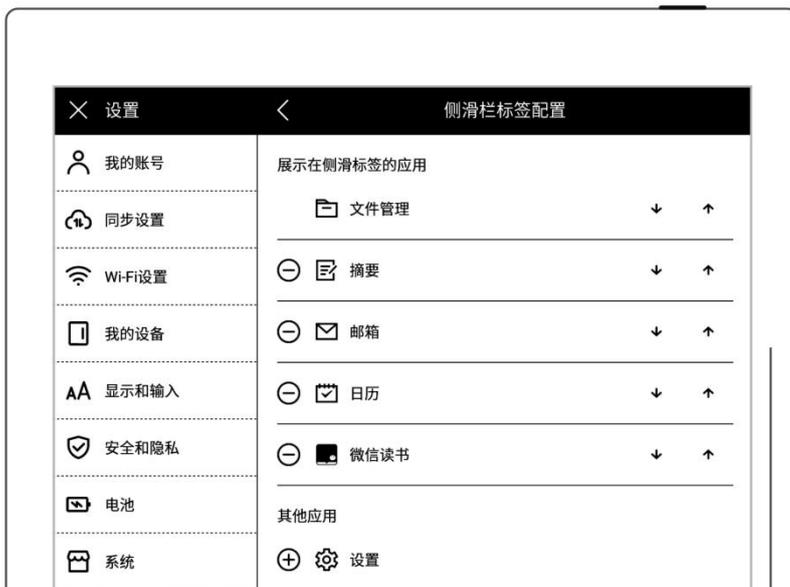 设置
侧滑栏标签配置
我的账号
同步设置
Wi-Fi设置
我的设备
显示和输入
安全和隐私
电池
系统
展示在侧滑标签的应用
文件管理
摘要
邮箱
日历
微信读书
其他应用
设置